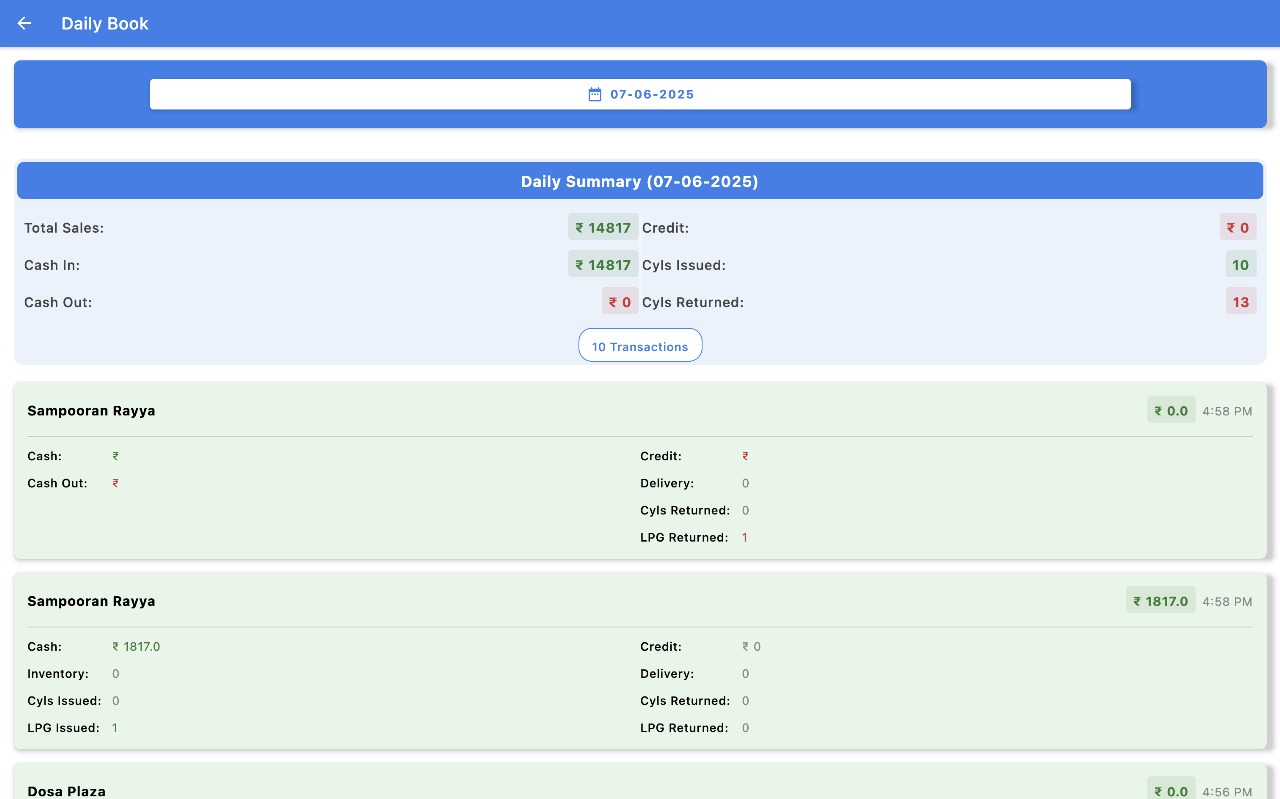 Daily Book
07-06-2025
Daily Summary (07-06-2025)
Total Sales: ₹ 14817 Credit: ₹ 0
Cash In: ₹ 14817 Cyls Issued: 10
Cash Out: ₹ 0 Cyls Returned: 13
10 Transactions
Sampooran Rayya ₹ 0.0 4:58 PM
Cash: ₹ Credit: ₹
Cash Out: ₹ Delivery: 0
Cyls Returned: 0
LPG Returned: 1
Sampooran Rayya ₹ 1817.0 4:58 PM
Cash: ₹ 1817.0 Credit: ₹ 0
Inventory: 0 Delivery: 0
Cyls Issued: 0 Cyls Returned: 0
LPG Issued: 1 LPG Returned: 0
Dosa Plaza ₹ 0.0 4:56 PM